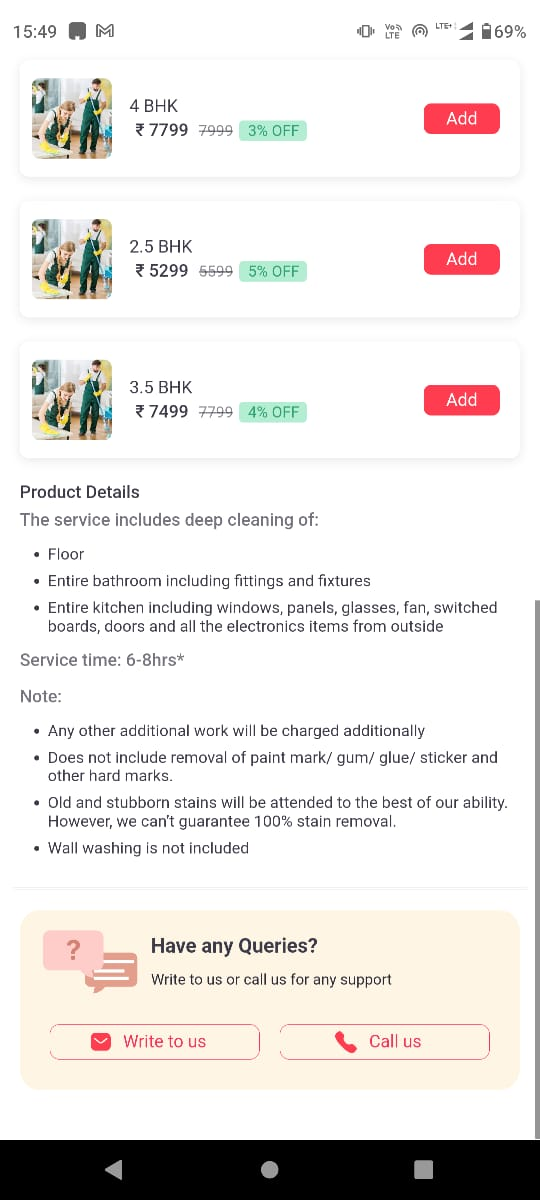 15:49 Vo LTE LTE+ 69%
4 BHK
₹ 7799 7999 3% OFF
Add
2.5 BHK
₹ 5299 5599 5% OFF
Add
3.5 BHK
₹ 7499 7799 4% OFF
Add
Product Details
The service includes deep cleaning of:
• Floor
• Entire bathroom including fittings and fixtures
• Entire kitchen including windows, panels, glasses, fan, switched
boards, doors and all the electronics items from outside
Service time: 6-8hrs*
Note:
• Any other additional work will be charged additionally
• Does not include removal of paint mark/ gum/ glue/ sticker and
other hard marks.
• Old and stubborn stains will be attended to the best of our ability.
However, we can't guarantee 100% stain removal.
• Wall washing is not included
?
Have any Queries?
Write to us or call us for any support
Write to us
Call us